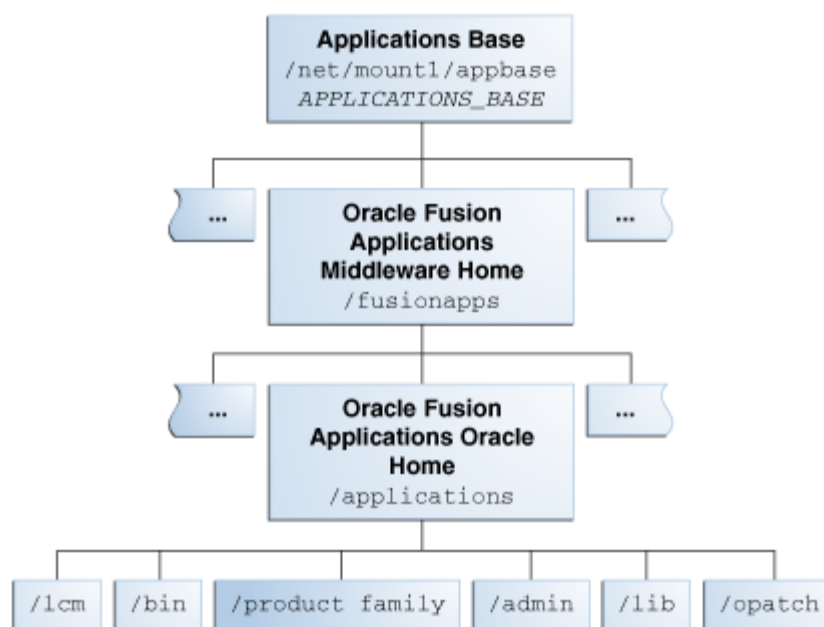 Applications Base
/net/mount1/appbase
APPLICATIONS_BASE
...
Oracle Fusion
Applications
Middleware Home
/fusionapps
...
...
Oracle Fusion
Applications Oracle
Home
/applications
...
/lcm
/bin
/product family
/admin
/lib
/opatch